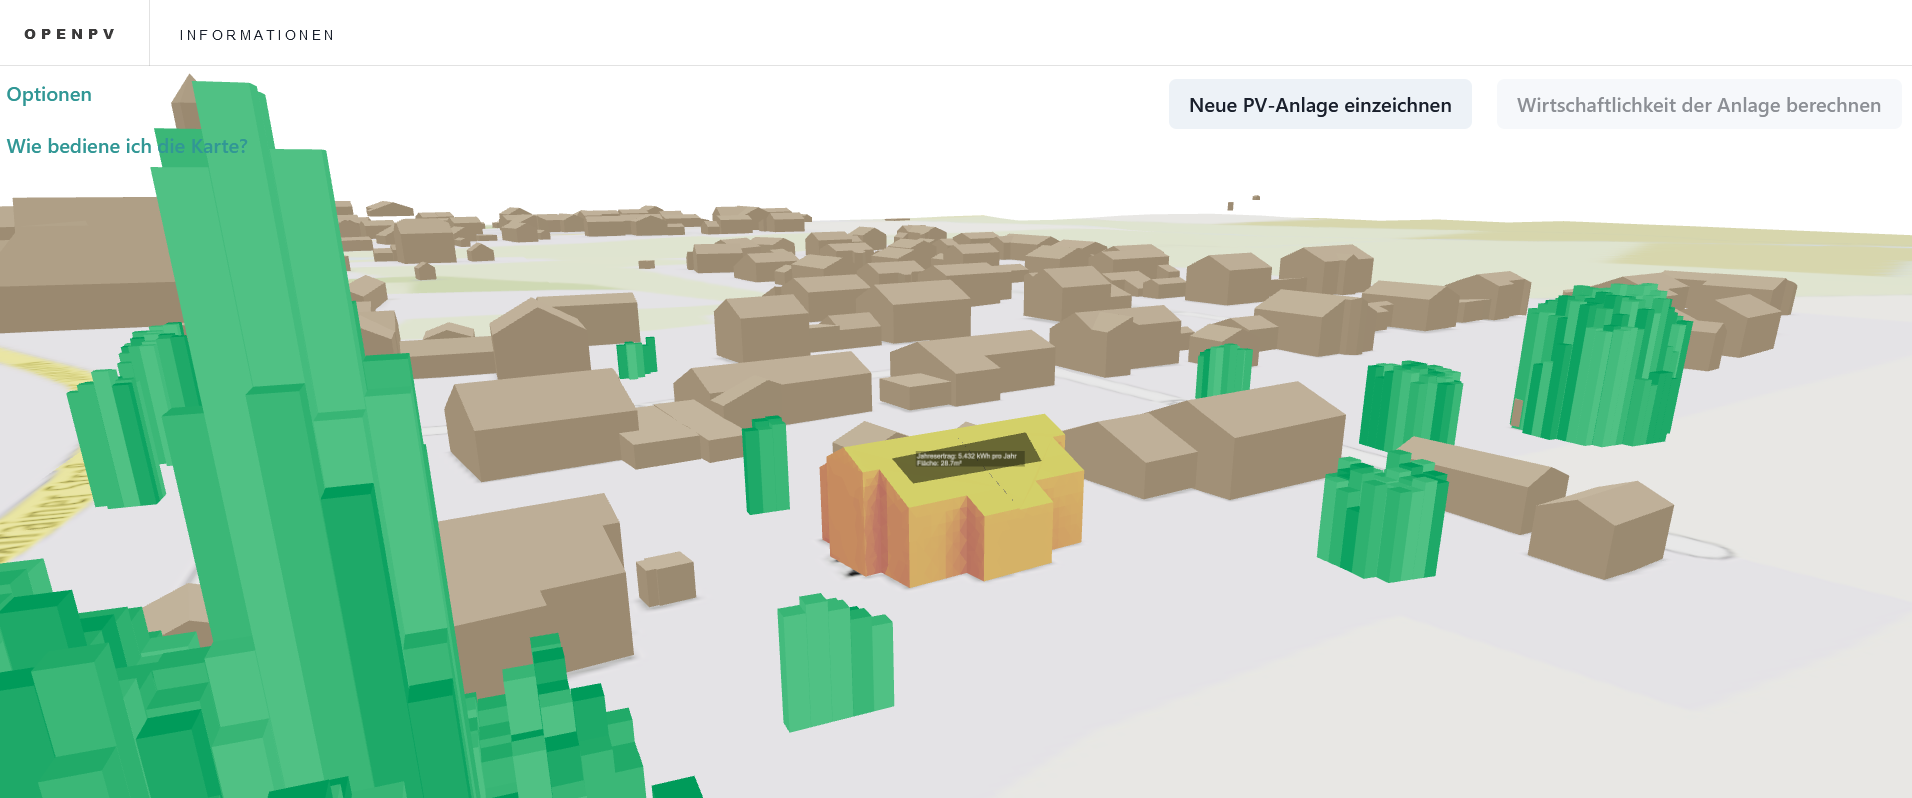 OPENPV
INFORMATIONEN
Optionen
Wie bediene ich die Karte?
Neue PV-Anlage einzeichnen
Wirtschaftlichkeit der Anlage berechnen
Jahresertrag: 5.432 kWh pro Jahr
Fläche: 28.7m²